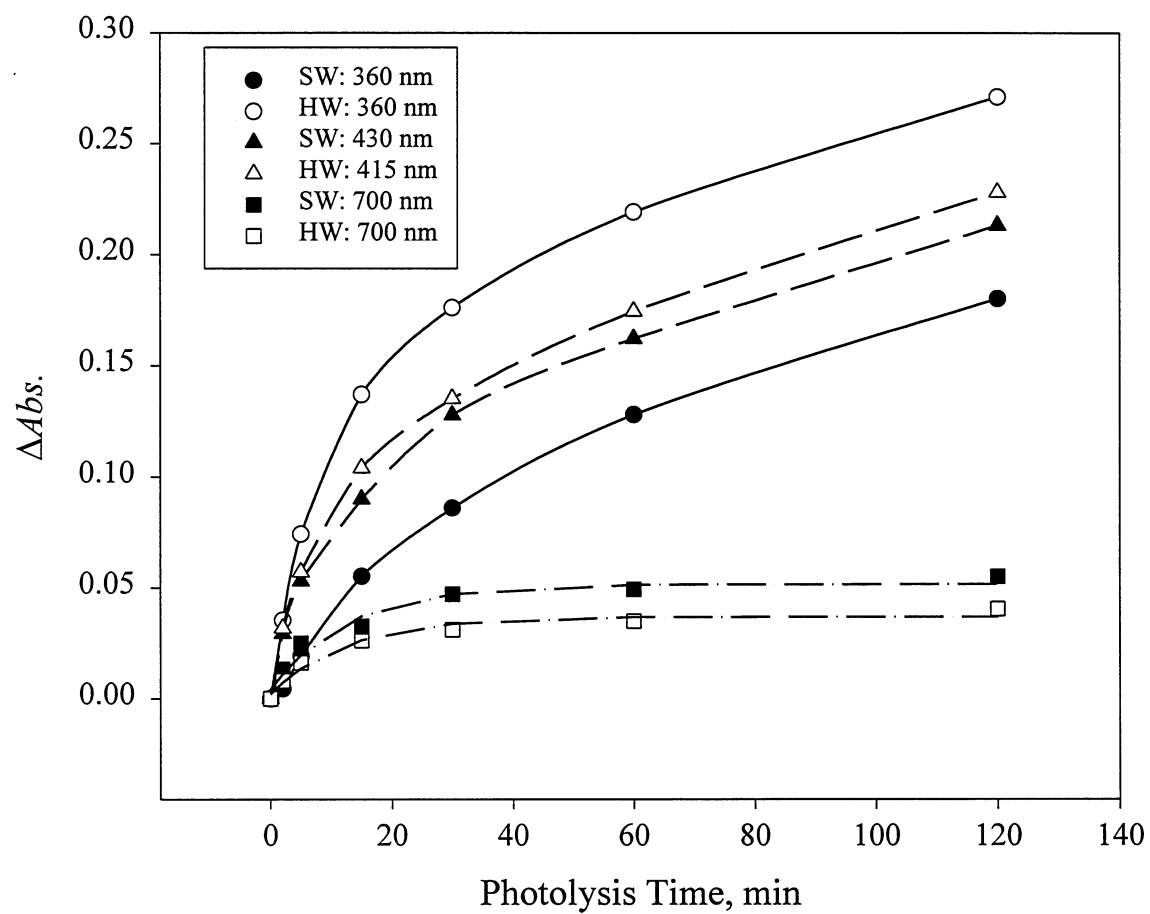 0.30
0.25
0.20
0.15
0.10
0.05
0.00
ΔAbs.
SW: 360 nm
HW: 360 nm
SW: 430 nm
HW: 415 nm
SW: 700 nm
HW: 700 nm
0 20 40 60 80 100 120 140
Photolysis Time, min